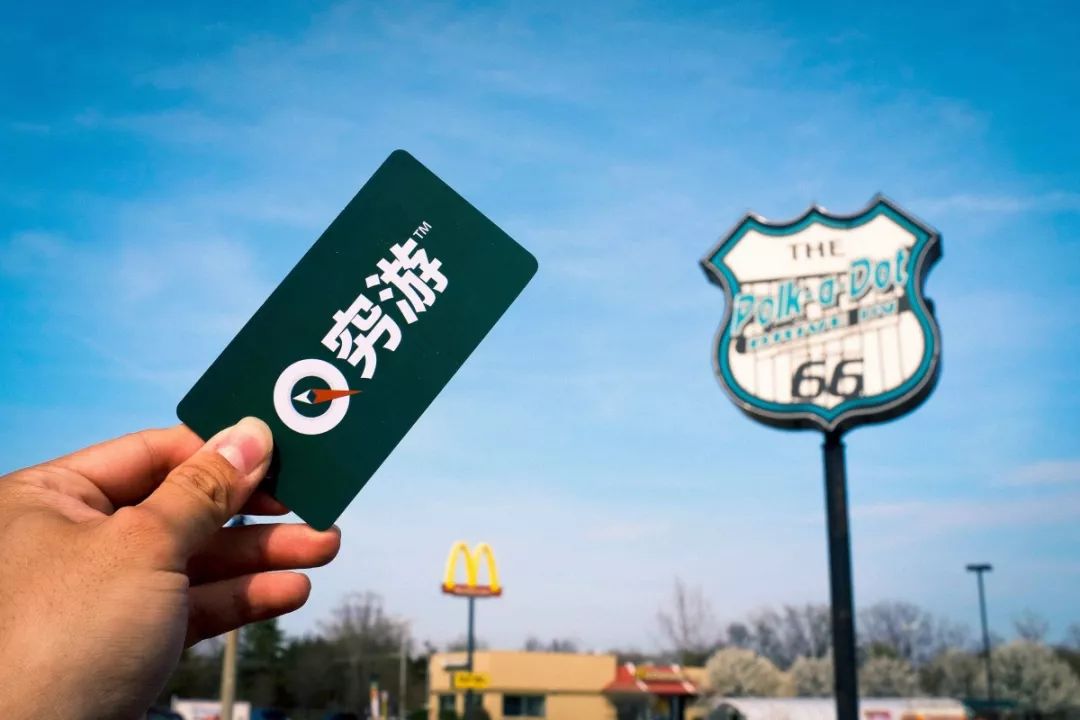 穷游™
THE
Polk-a-Dot
66